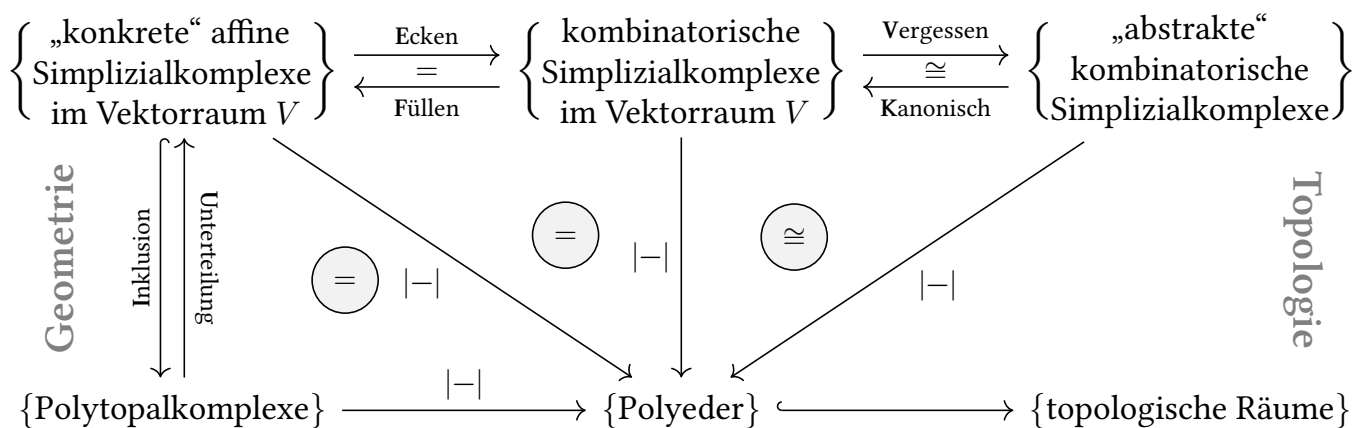 „konkrete“ affine
Simplizialkomplexe
im Vektorraum V
Ecken
=
Füllen
kombinatorische
Simplizialkomplexe
im Vektorraum V
Vergessen
≅
Kanonisch
„abstrakte“
kombinatorische
Simplizialkomplexe
Geometrie
Inklusion
Unterteilung
=
|−|
=
|−|
≅
|−|
Topologie
{Polytopalkomplexe}
|−|
{Polyeder}
{topologische Räume}